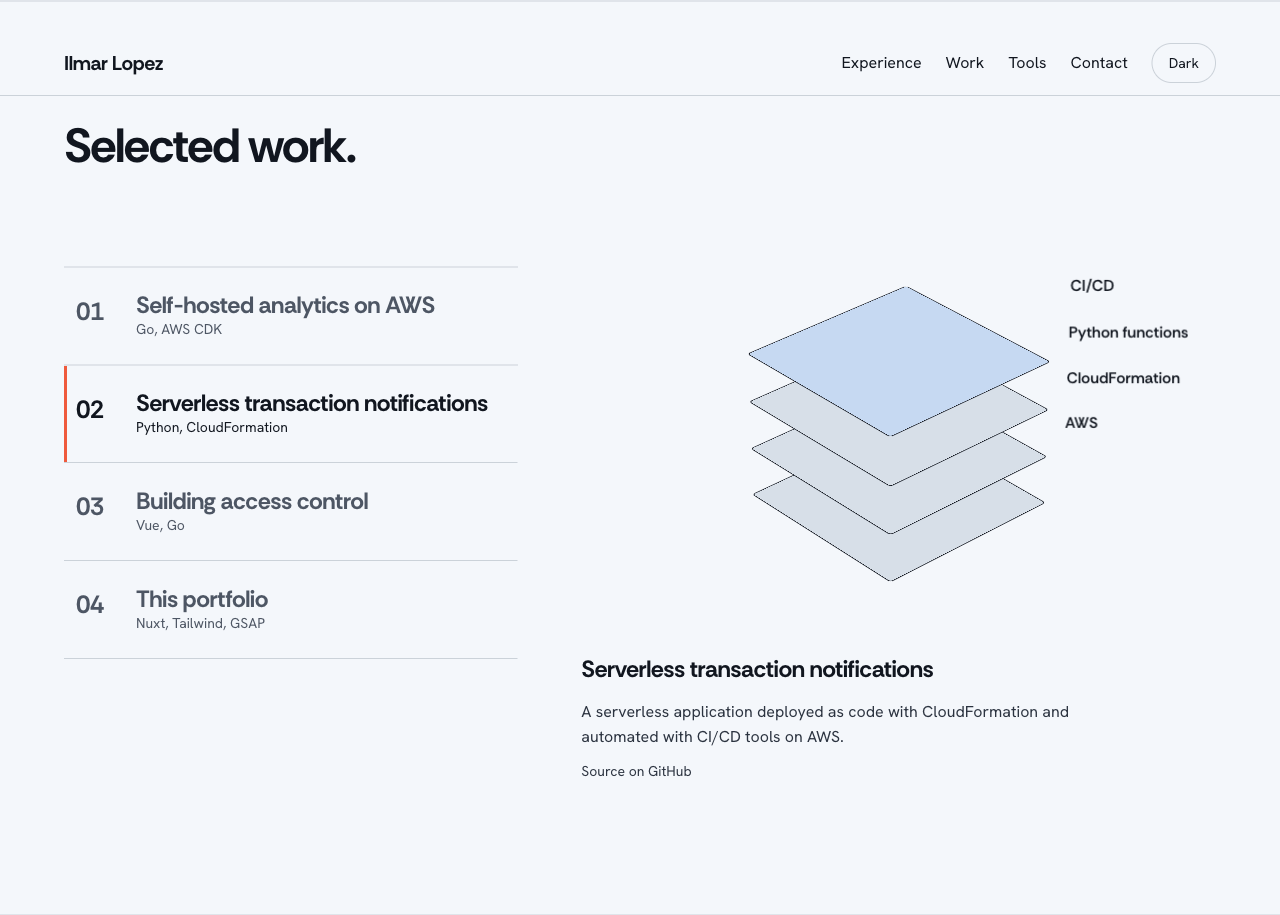 Ilmar Lopez
Experience
Work
Tools
Contact
Dark
Selected work.
01
Self-hosted analytics on AWS
Go, AWS CDK
02
Serverless transaction notifications
Python, CloudFormation
03
Building access control
Vue, Go
04
This portfolio
Nuxt, Tailwind, GSAP
CI/CD
Python functions
CloudFormation
AWS
Serverless transaction notifications
A serverless application deployed as code with CloudFormation and
automated with CI/CD tools on AWS.
Source on GitHub